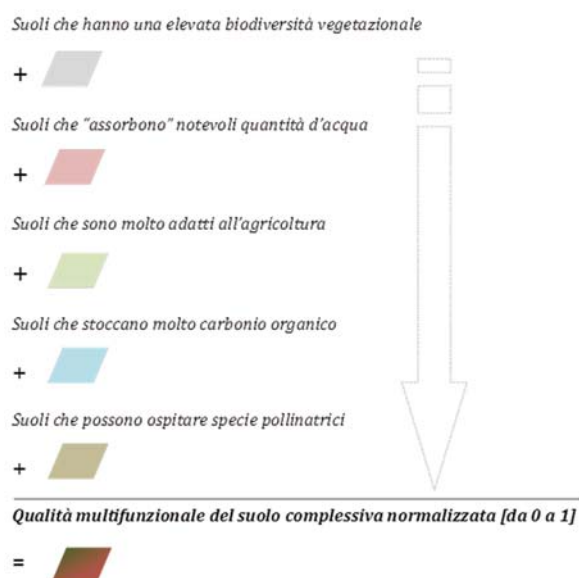 Suoli che hanno una elevata biodiversità vegetazionale
+
Suoli che "assorbono" notevoli quantità d'acqua
+
Suoli che sono molto adatti all'agricoltura
+
Suoli che stoccano molto carbonio organico
+
Suoli che possono ospitare specie pollinatrici
+
Qualità multifunzionale del suolo complessiva normalizzata [da 0 a 1]
=